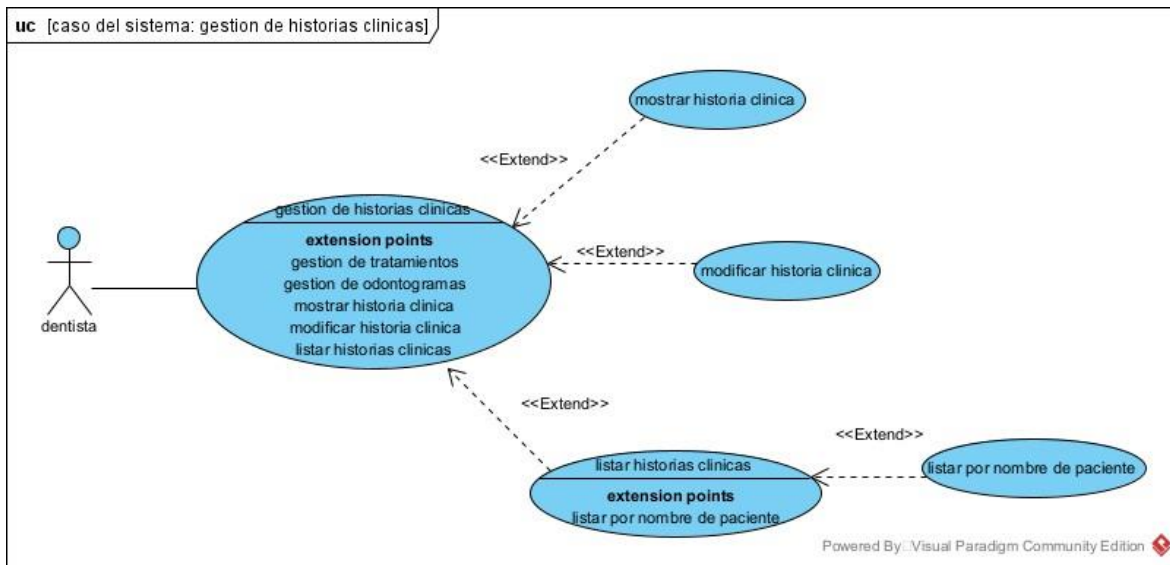 uc [caso del sistema: gestion de historias clinicas]
mostrar historia clinica
<<Extend>>
gestion de historias clinicas
extension points
gestion de tratamientos
gestion de odontogramas
mostrar historia clinica
modificar historia clinica
listar historias clinicas
<<Extend>>
modificar historia clinica
dentista
<<Extend>>
listar historias clinicas
extension points
listar por nombre de paciente
<<Extend>>
listar por nombre de paciente
Powered By Visual Paradigm Community Edition